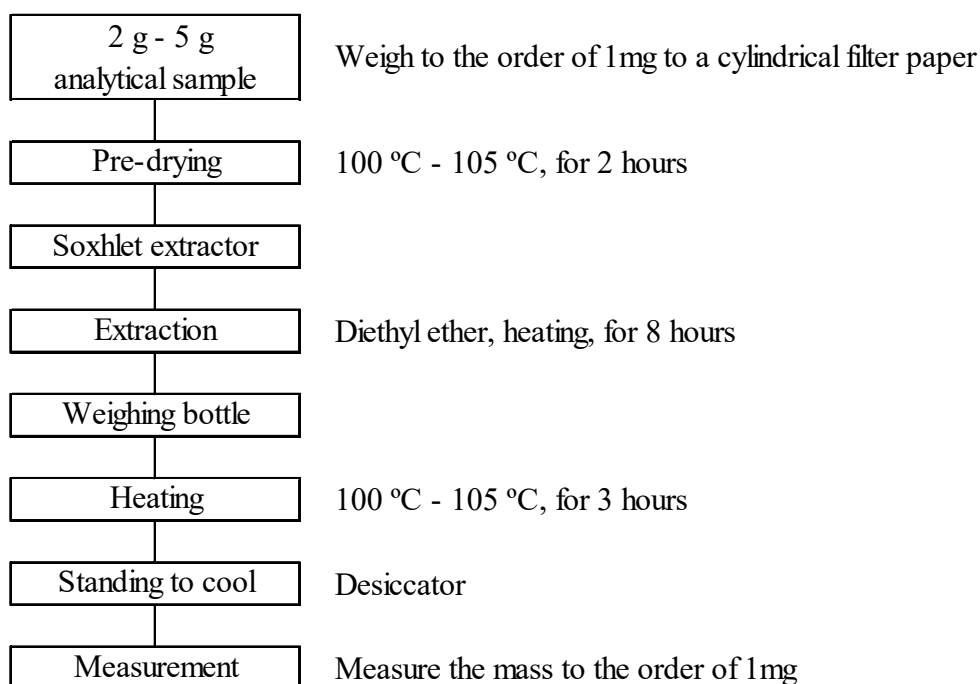 2 g - 5 g
analytical sample
Weigh to the order of 1mg to a cylindrical filter paper
Pre-drying
100 ºC - 105 ºC, for 2 hours
Soxhlet extractor
Extraction
Diethyl ether, heating, for 8 hours
Weighing bottle
Heating
100 ºC - 105 ºC, for 3 hours
Standing to cool
Desiccator
Measurement
Measure the mass to the order of 1mg